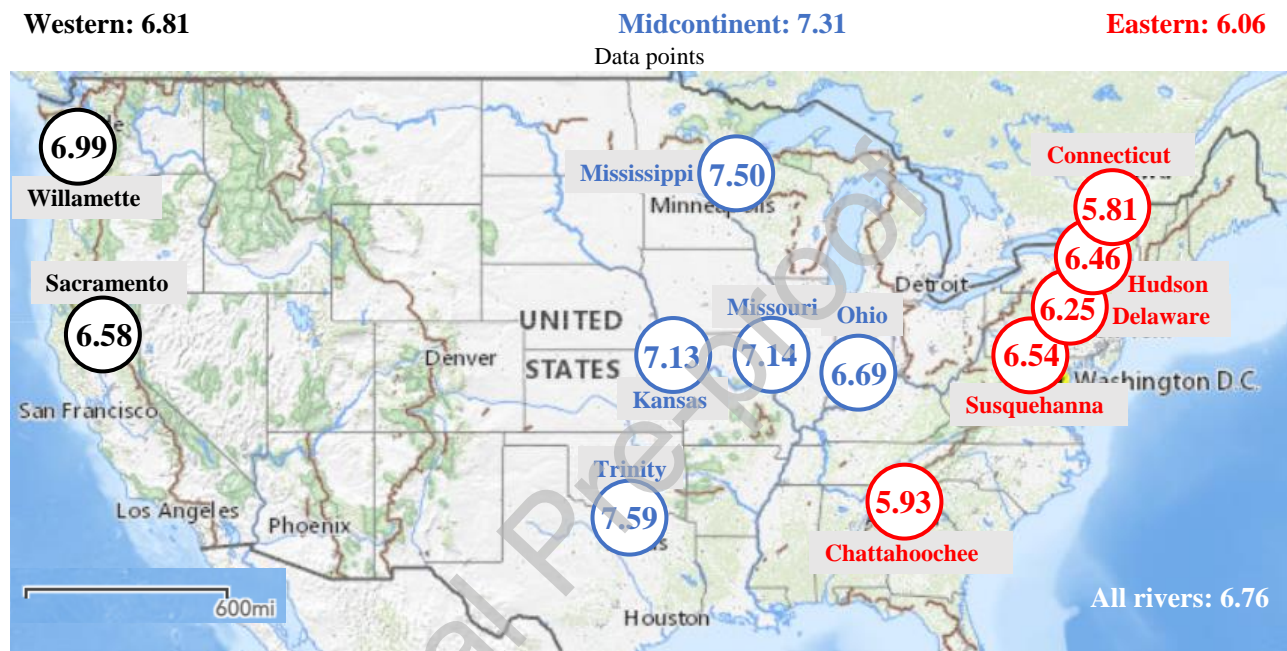 Western: 6.81
Midcontinent: 7.31
Eastern: 6.06
Data points
6.99
Willamette
Mississippi
7.50
Minneapolis
Connecticut
5.81
6.46
Hudson
Detroit
6.25
Delaware
Sacramento
6.58
UNITED
STATES
Denver
Missouri
7.14
Ohio
6.69
7.13
Kansas
6.54
Susquehanna
Washington D.C.
San Francisco
Trinity
7.59
5.93
Chattahoochee
Los Angeles
Phoenix
600mi
Houston
All rivers: 6.76
Pre-proof